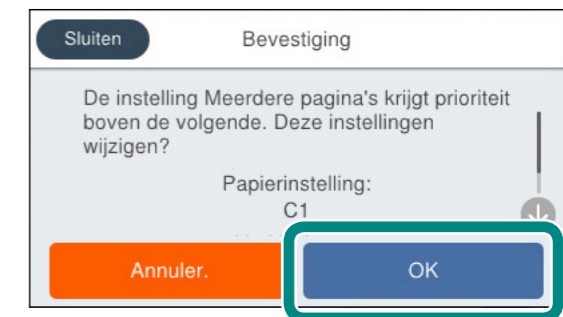 Sluiten
Bevestiging
De instelling Meerdere pagina's krijgt prioriteit
boven de volgende. Deze instellingen
wijzigen?
Papierinstelling:
C1
Annuler.
OK